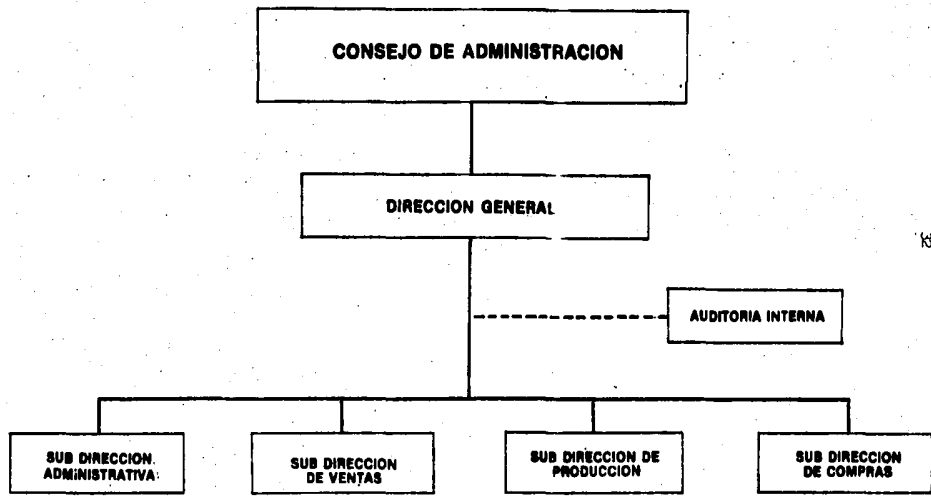 CONSEJO DE ADMINISTRACION
DIRECCION GENERAL
AUDITORIA INTERNA
SUB DIRECCION
ADMINISTRATIVA
SUB DIRECCION
DE VENTAS
SUB DIRECCION DE
PRODUCCION
SUB DIRECCION
DE COMPRAS